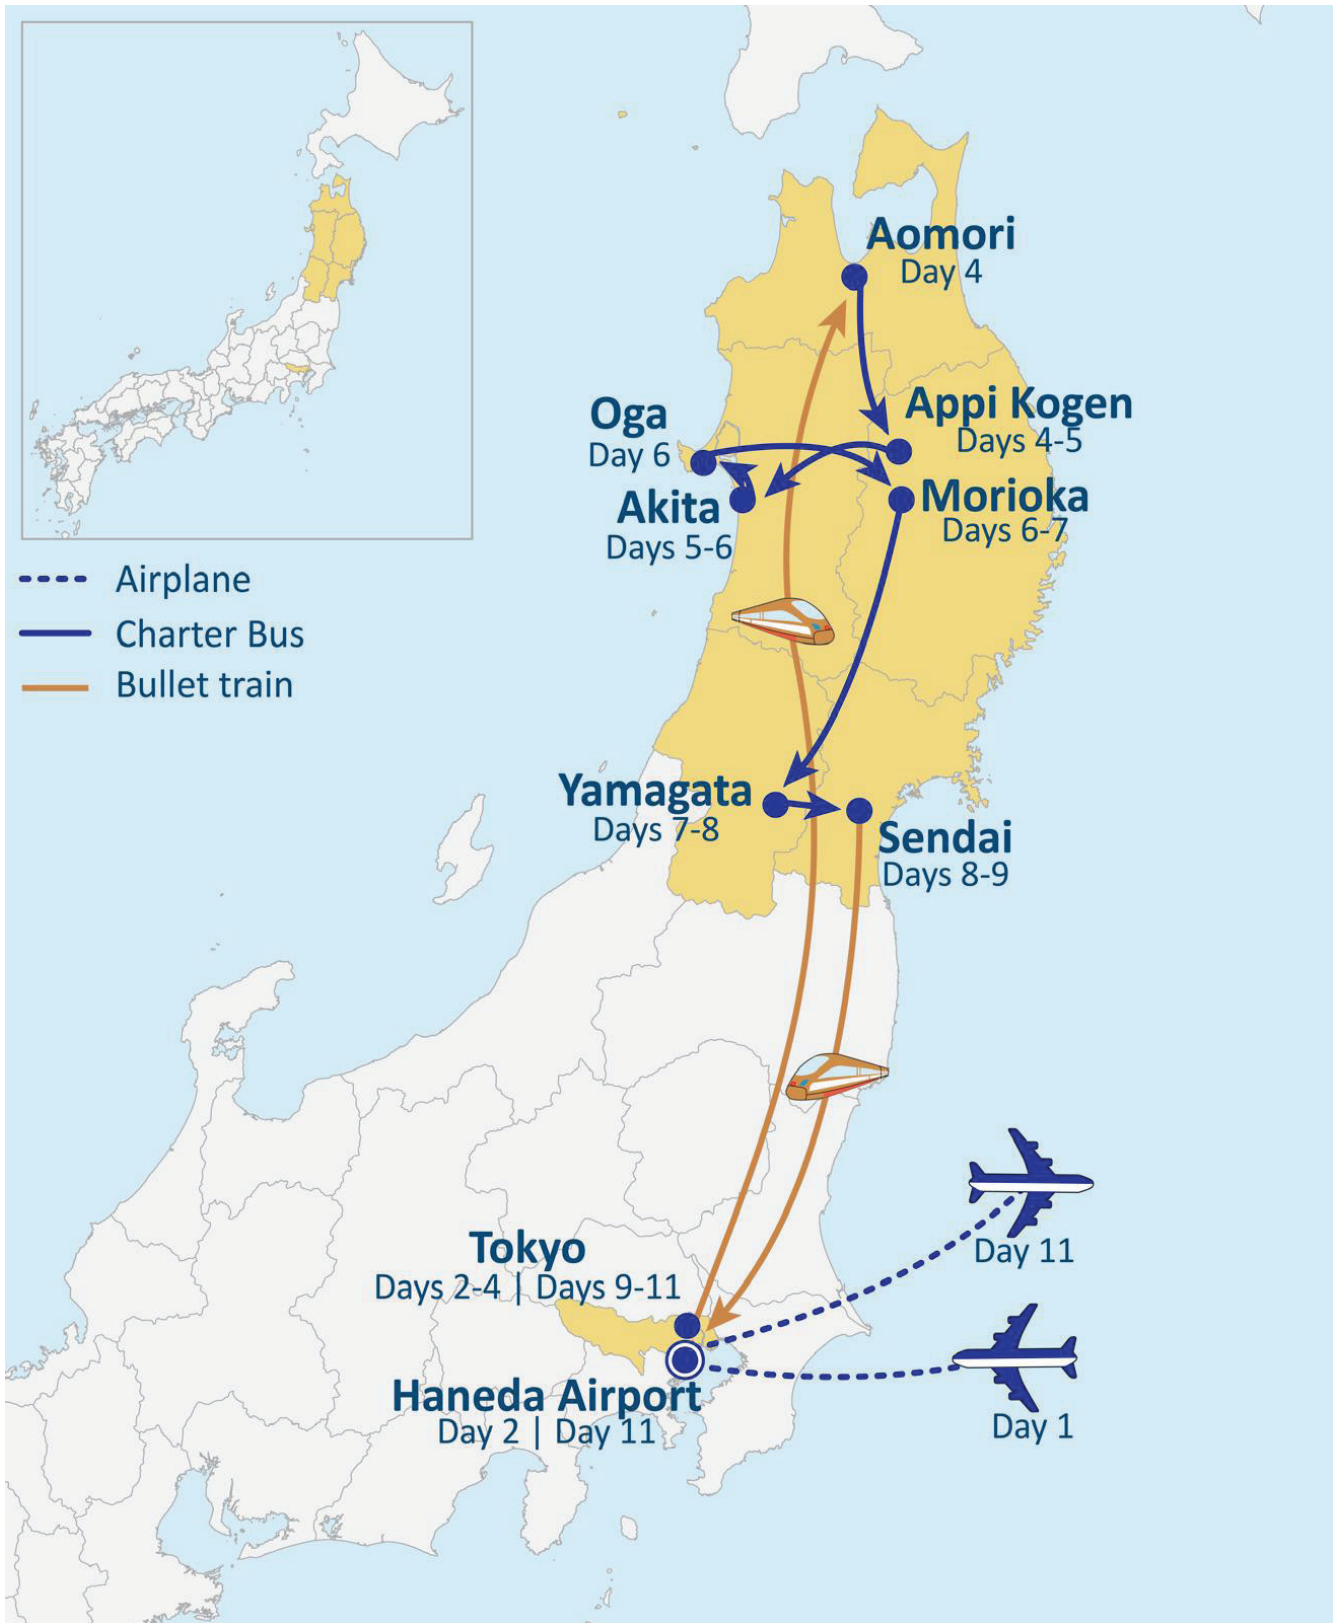 Aomori
Day 4
Appi Kogen
Days 4-5
Oga
Day 6
Morioka
Days 6-7
Akita
Days 5-6
Airplane
Charter Bus
Bullet train
Yamagata
Days 7-8
Sendai
Days 8-9
Day 11
Tokyo
Days 2-4 | Days 9-11
Haneda Airport
Day 2 | Day 11
Day 1